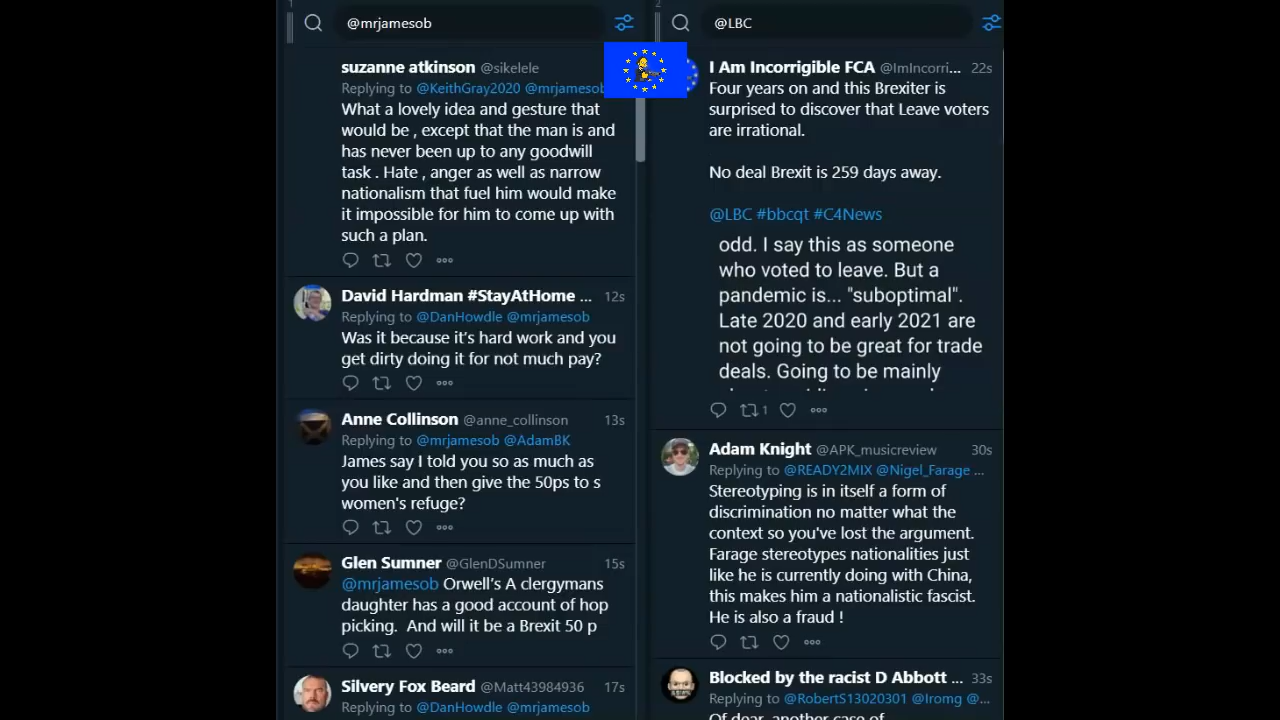 1
@mrjamesob
suzanne atkinson @sikelele
Replying to @KeithGray2020 @mrjamesob
What a lovely idea and gesture that
would be , except that the man is and
has never been up to any goodwill
task . Hate , anger as well as narrow
nationalism that fuel him would make
it impossible for him to come up with
such a plan.
David Hardman #StayAtHome ... 12s
Replying to @DanHowdle @mrjamesob
Was it because it's hard work and you
get dirty doing it for not much pay?
Anne Collinson @anne_collinson 13s
Replying to @mrjamesob @AdamBK
James say I told you so as much as
you like and then give the 50ps to s
women's refuge?
Glen Sumner @GlenDSumner 15s
@mrjamesob Orwell's A clergymans
daughter has a good account of hop
picking. And will it be a Brexit 50 p
Silvery Fox Beard @Matt43984936 17s
Replying to @DanHowdle @mrjamesob
2
@LBC
I Am Incorrigible FCA @ImIncorri... 22s
Four years on and this Brexiter is
surprised to discover that Leave voters
are irrational.
No deal Brexit is 259 days away.
@LBC #bbcqt #C4News
odd. I say this as someone
who voted to leave. But a
pandemic is... "suboptimal".
Late 2020 and early 2021 are
not going to be great for trade
deals. Going to be mainly
1
Adam Knight @APK_musicreview 30s
Replying to @READY2MIX @Nigel_Farage ...
Stereotyping is in itself a form of
discrimination no matter what the
context so you've lost the argument.
Farage stereotypes nationalities just
like he is currently doing with China,
this makes him a nationalistic fascist.
He is also a fraud !
Blocked by the racist D Abbott ... 33s
Replying to @RobertS13020301 @Iromg @...
Of dear, another case of